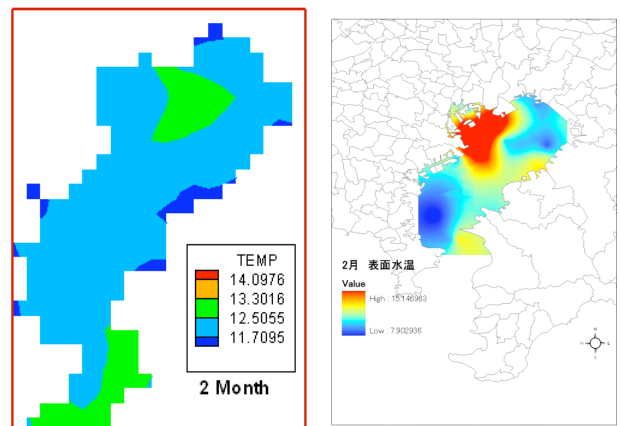 TEMP
14.0976
13.3016
12.5055
11.7095
2 Month
2月 表面水温
Value
High : 15.146963
Low : 7.902936
N
W
E
S